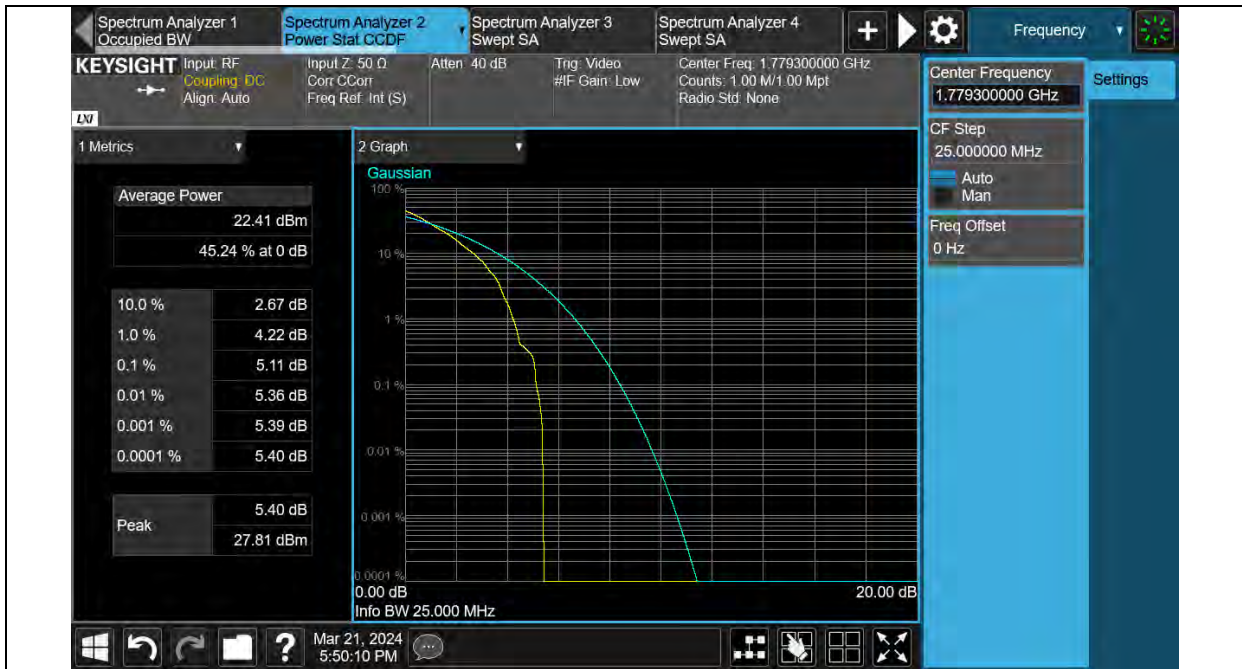 Spectrum Analyzer 1
Occupied BW
Spectrum Analyzer 2
Power Stat CCDF
Spectrum Analyzer 3
Swept SA
Spectrum Analyzer 4
Swept SA
+
Frequency
KEYSIGHT
LXI
Input: RF
Coupling: DC
Align: Auto
Input Z: 50 Ω
Corr CCorr
Freq Ref: Int (S)
Atten: 40 dB
Trig: Video
#IF Gain: Low
Center Freq: 1.779300000 GHz
Counts: 1.00 M/1.00 Mpt
Radio Std: None
Center Frequency
1.779300000 GHz
Settings
CF Step
25.000000 MHz
Auto
Man
Freq Offset
0 Hz
1 Metrics
Average Power
22.41 dBm
45.24 % at 0 dB
10.0 % 2.67 dB
1.0 % 4.22 dB
0.1 % 5.11 dB
0.01 % 5.36 dB
0.001 % 5.39 dB
0.0001 % 5.40 dB
Peak
5.40 dB
27.81 dBm
2 Graph
Gaussian
100 %
10 %
1 %
0.1 %
0.01 %
0.001 %
0.0001 %
0.00 dB 20.00 dB
Info BW 25.000 MHz
?
Mar 21, 2024
5:50:10 PM